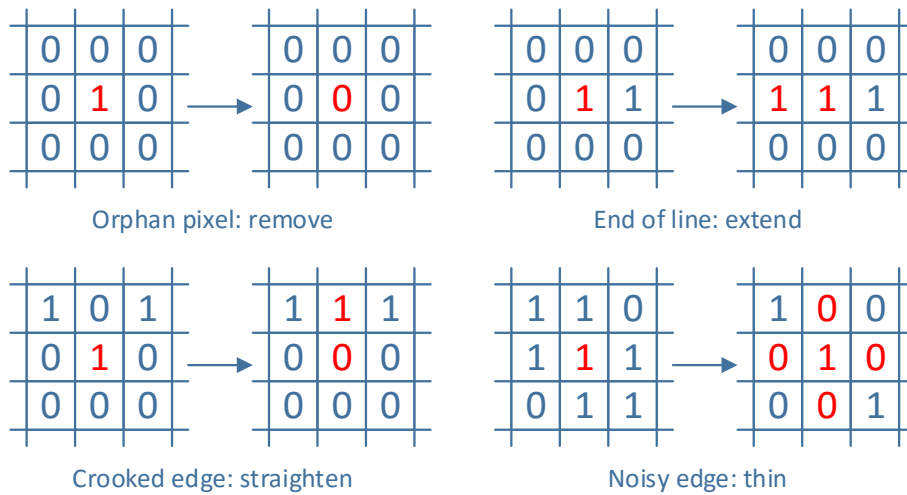 0 0 0    0 0 0    0 0 0    0 0 0
0 1 0    0 0 0    0 1 1    1 1 1
0 0 0    0 0 0    0 0 0    0 0 0
Orphan pixel: remove    End of line: extend
1 0 1    1 1 1    1 1 0    1 0 0
0 1 0    0 0 0    1 1 1    0 1 0
0 0 0    0 0 0    0 1 1    0 0 1
Crooked edge: straighten    Noisy edge: thin